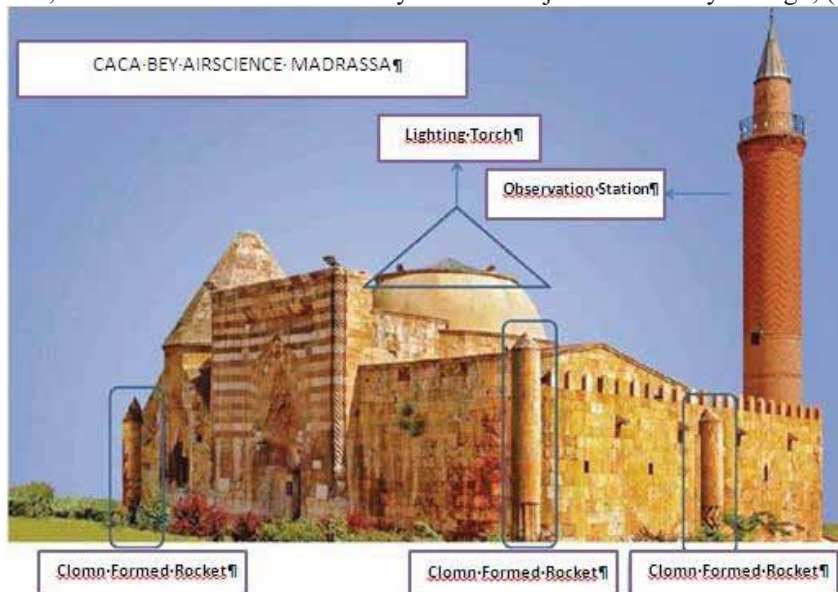 CACA·BEY·AIRSCIENCE·MADRASSA¶
Lighting·Torch¶
Observation·Station¶
Clomn·Formed·Rocket¶
Clomn·Formed·Rocket¶
Clomn·Formed·Rocket¶